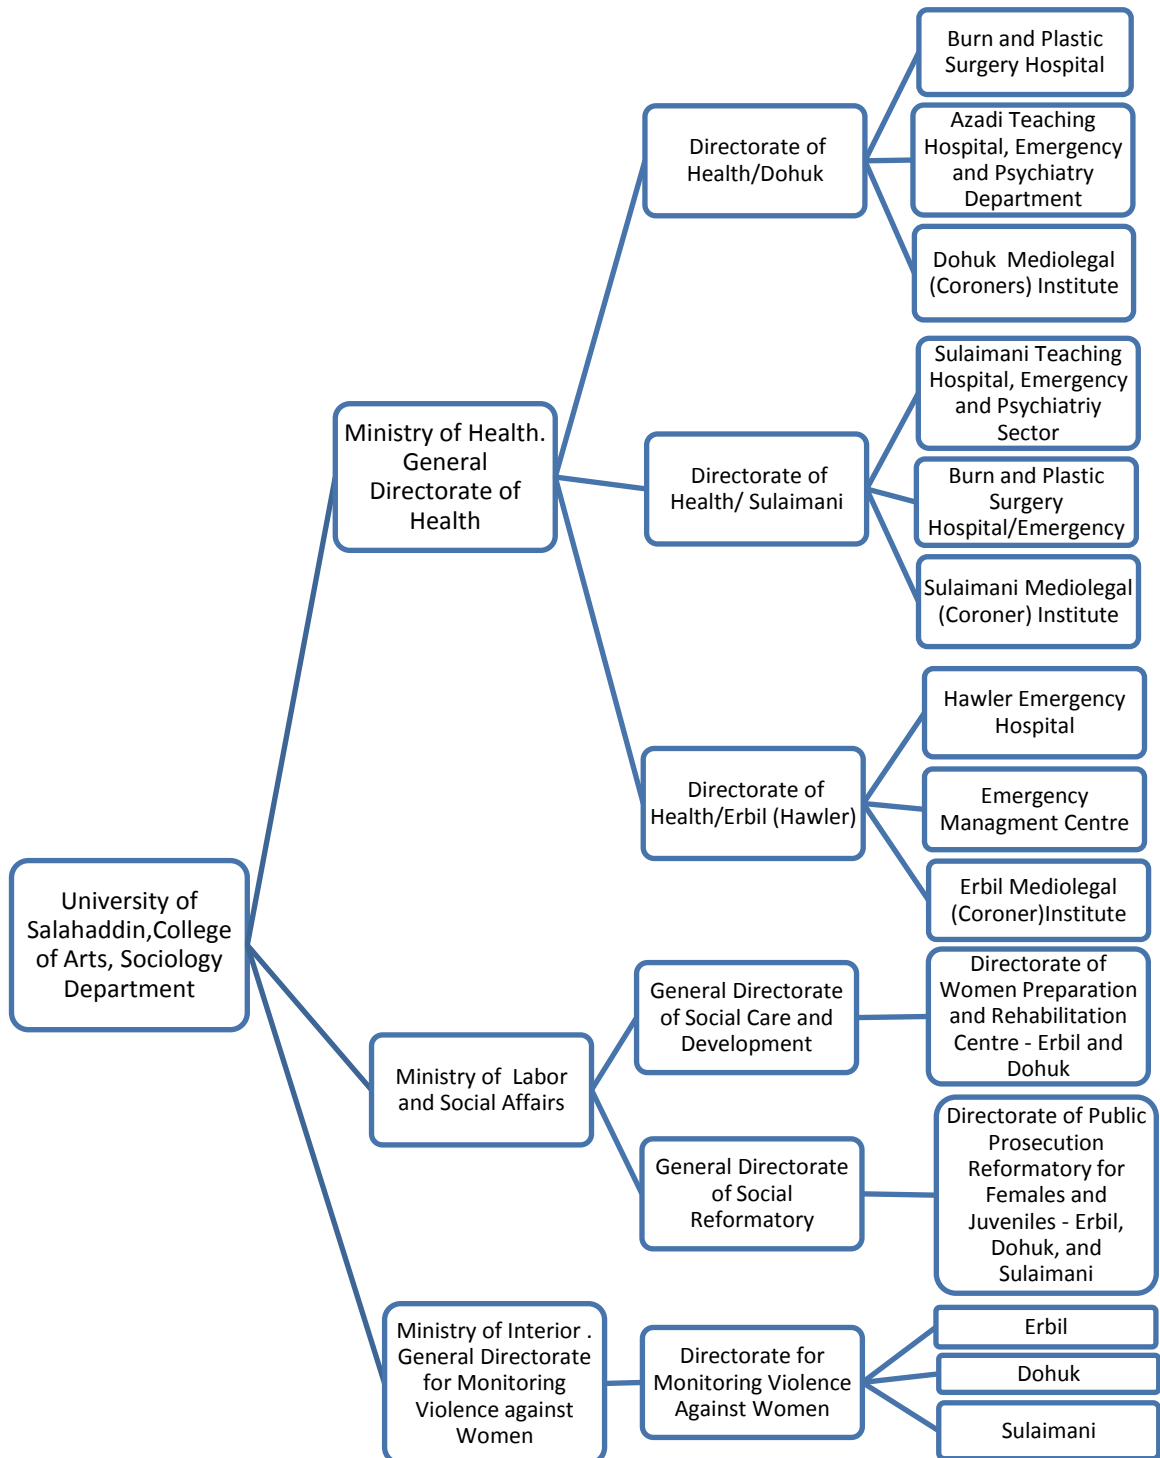 Burn and Plastic
Surgery Hospital
Azadi Teaching
Hospital, Emergency
and Psychiatry
Department
Directorate of
Health/Dohuk
Dohuk  Mediolegal
(Coroners) Institute
Sulaimani Teaching
Hospital, Emergency
and Psychiatriy
Sector
Ministry of Health.
General
Directorate of
Health
Directorate of
Health/ Sulaimani
Burn and Plastic
Surgery
Hospital/Emergency
Sulaimani Mediolegal
(Coroner) Institute
Hawler Emergency
Hospital
Directorate of
Health/Erbil (Hawler)
Emergency
Managment Centre
Erbil Mediolegal
(Coroner)Institute
University of
Salahaddin,College
of Arts, Sociology
Department
General Directorate
of Social Care and
Development
Directorate of
Women Preparation
and Rehabilitation
Centre - Erbil and
Dohuk
Ministry of  Labor
and Social Affairs
General Directorate
of Social
Reformatory
Directorate of Public
Prosecution
Reformatory for
Females and
Juveniles - Erbil,
Dohuk, and
Sulaimani
Ministry of Interior .
General Directorate
for Monitoring
Violence against
Women
Directorate for
Monitoring Violence
Against Women
Erbil
Dohuk
Sulaimani